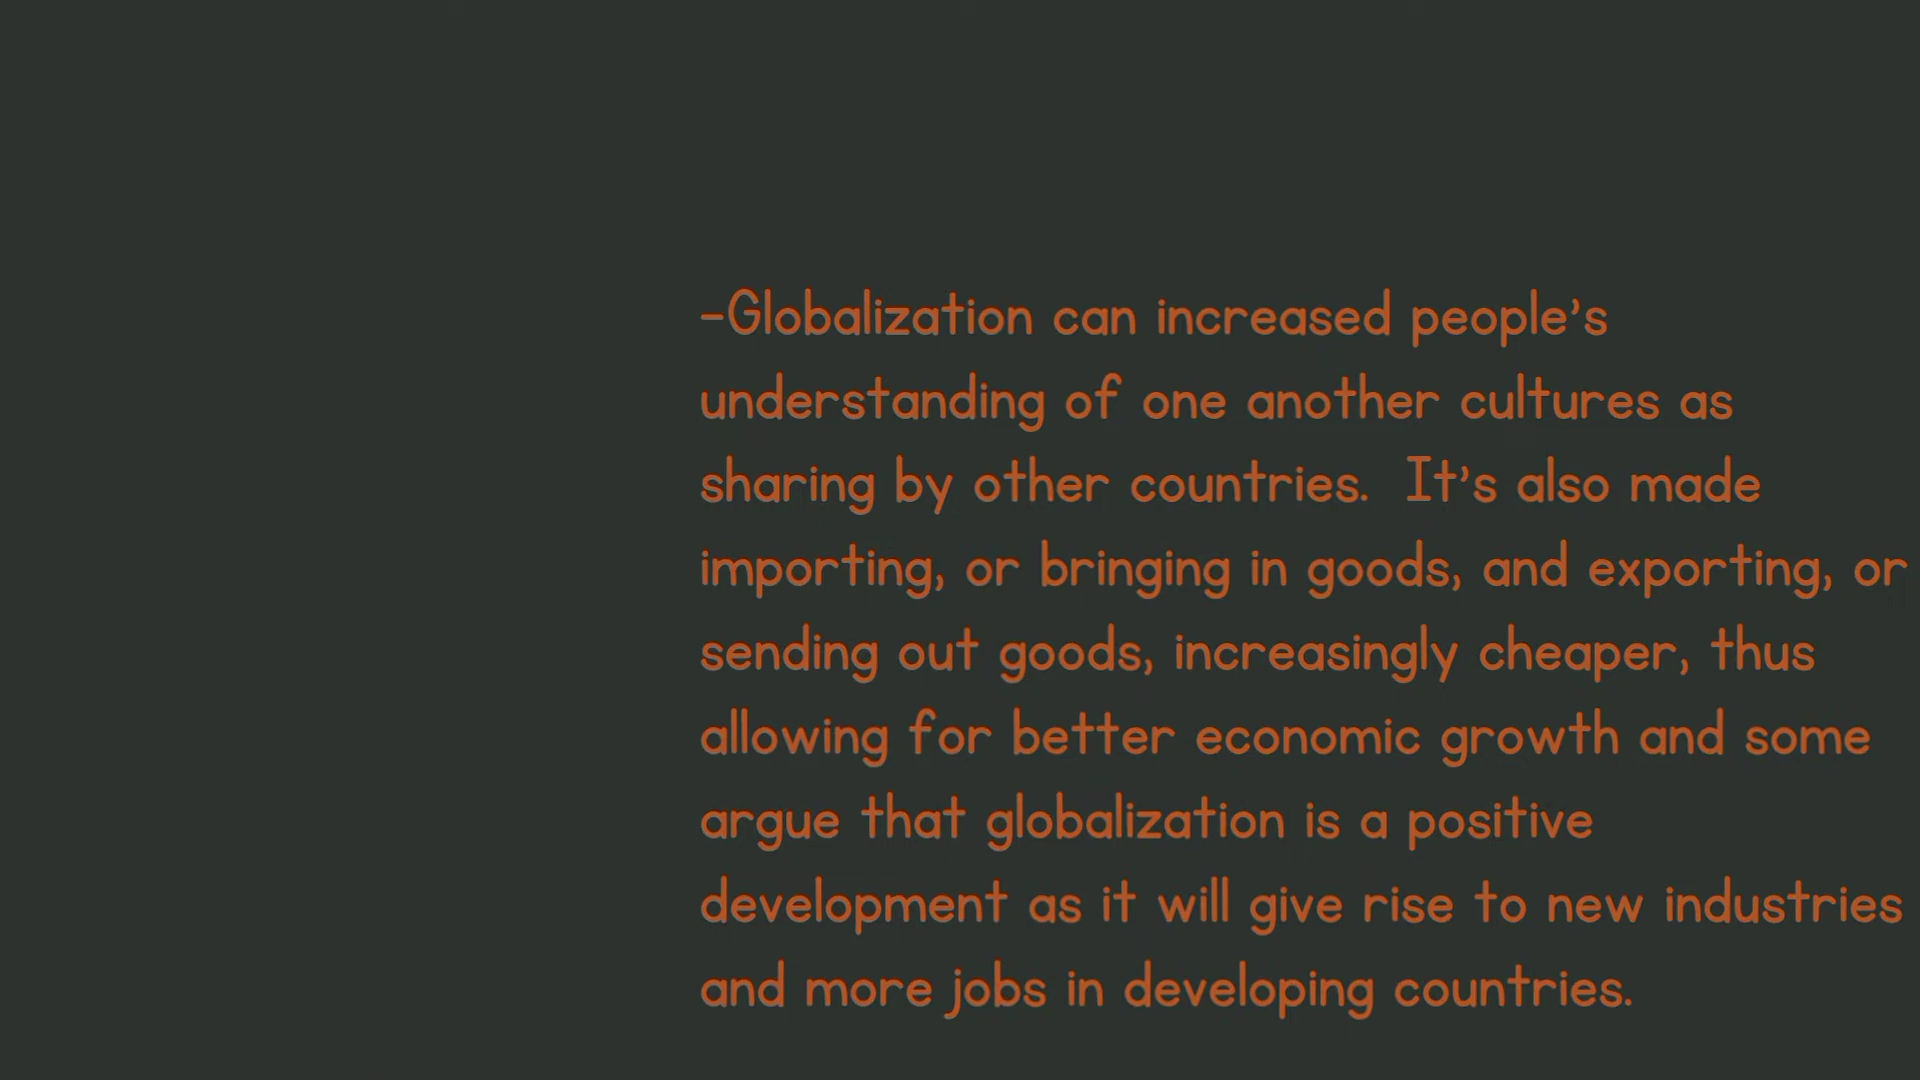 -Globalization can increased people's
understanding of one another cultures as
sharing by other countries.  It's also made
importing, or bringing in goods, and exporting, or
sending out goods, increasingly cheaper, thus
allowing for better economic growth and some
argue that globalization is a positive
development as it will give rise to new industries
and more jobs in developing countries.